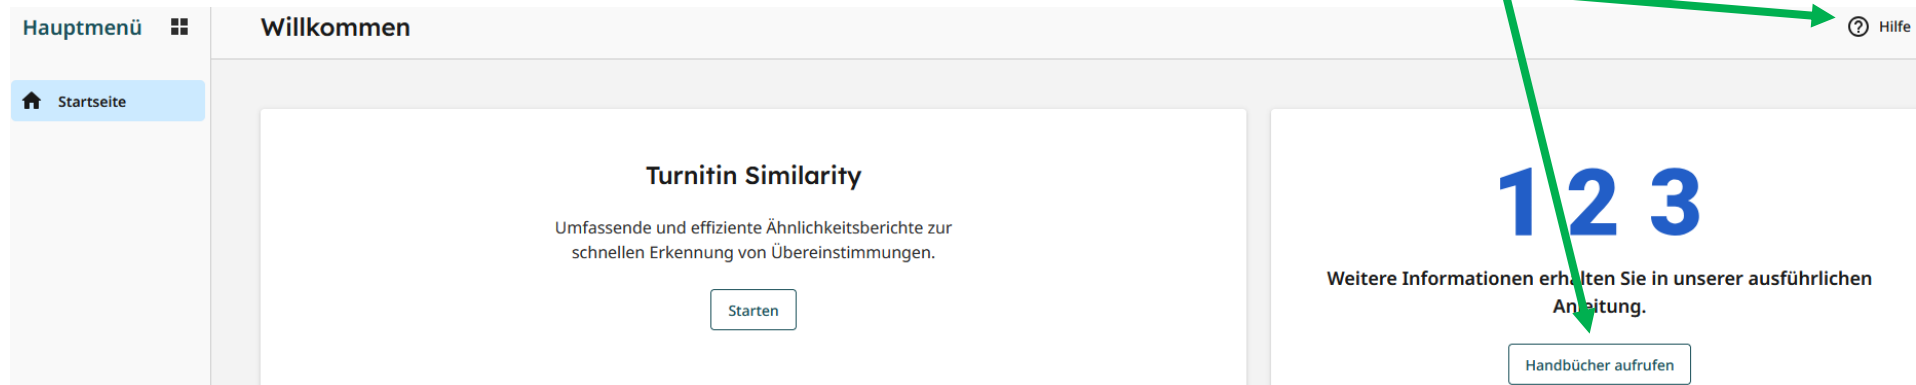 Hauptmenü
Willkommen
Hilfe
Startseite
Turnitin Similarity
Umfassende und effiziente Ähnlichkeitsberichte zur
schnellen Erkennung von Übereinstimmungen.
Starten
1 2 3
Weitere Informationen erhalten Sie in unserer ausführlichen
Anleitung.
Handbücher aufrufen